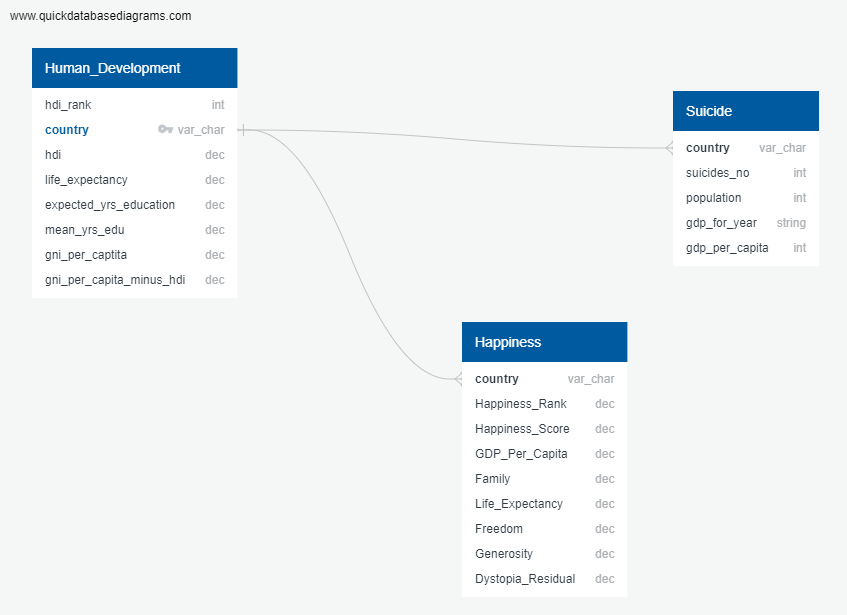 www.quickdatabasediagrams.com
Human_Development
hdi_rank int
country var_char
hdi dec
life_expectancy dec
expected_yrs_education dec
mean_yrs_edu dec
gni_per_captita dec
gni_per_capita_minus_hdi dec
Suicide
country var_char
suicides_no int
population int
gdp_for_year string
gdp_per_capita int
Happiness
country var_char
Happiness_Rank dec
Happiness_Score dec
GDP_Per_Capita dec
Family dec
Life_Expectancy dec
Freedom dec
Generosity dec
Dystopia_Residual dec